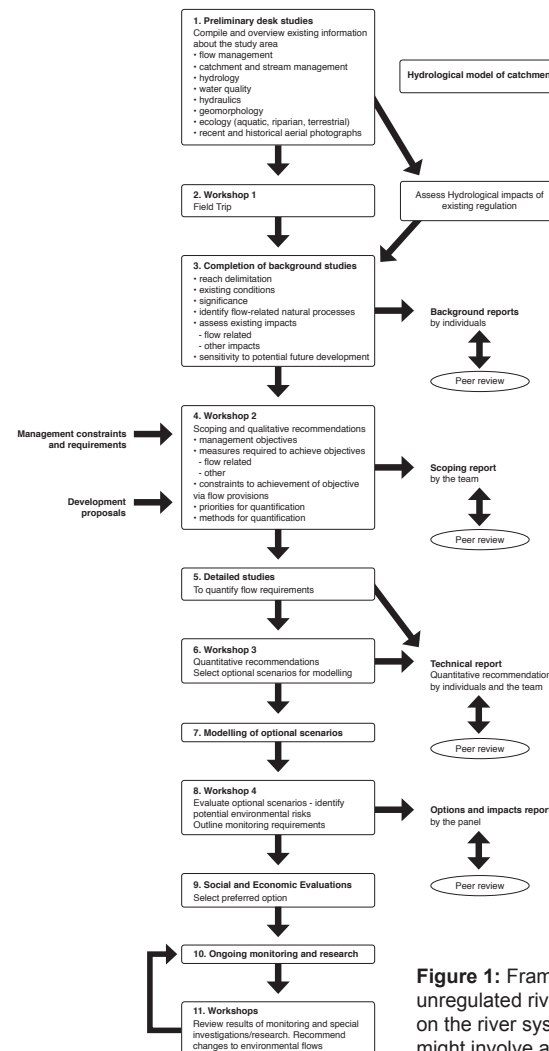 1. Preliminary desk studies
Compile and overview existing information
about the study area
• flow management
• catchment and stream management
• hydrology
• water quality
• hydraulics
• geomorphology
• ecology (aquatic, riparian, terrestrial)
• recent and historical aerial photographs
Hydrological model of catchmen
2. Workshop 1
Field Trip
Assess Hydrological impacts of
existing regulation
3. Completion of background studies
• reach delimitation
• existing conditions
• significance
• identify flow-related natural processes
• assess existing impacts
- flow related
- other impacts
• sensitivity to potential future development
Background reports
by individuals
Peer review
Management constraints
and requirements
Development
proposals
4. Workshop 2
Scoping and qualitative recommendations
• management objectives
• measures required to achieve objectives
- flow related
- other
• constraints to achievement of objective
via flow provisions
• priorities for quantification
• methods for quantification
Scoping report
by the team
Peer review
5. Detailed studies
To quantify flow requirements
6. Workshop 3
Quantitative recommendations
Select optional scenarios for modelling
Technical report
Quantitative recommendation
by individuals and the team
Peer review
7. Modelling of optional scenarios
8. Workshop 4
Evaluate optional scenarios - identify
potential environmental risks
Outline monitoring requirements
Options and impacts report
by the panel
Peer review
9. Social and Economic Evaluations
Select preferred option
10. Ongoing monitoring and research
11. Workshops
Review results of monitoring and special
investigations/research. Recommend
changes to environmental flows
Figure 1: Fram
unregulated rive
on the river sys
might involve a